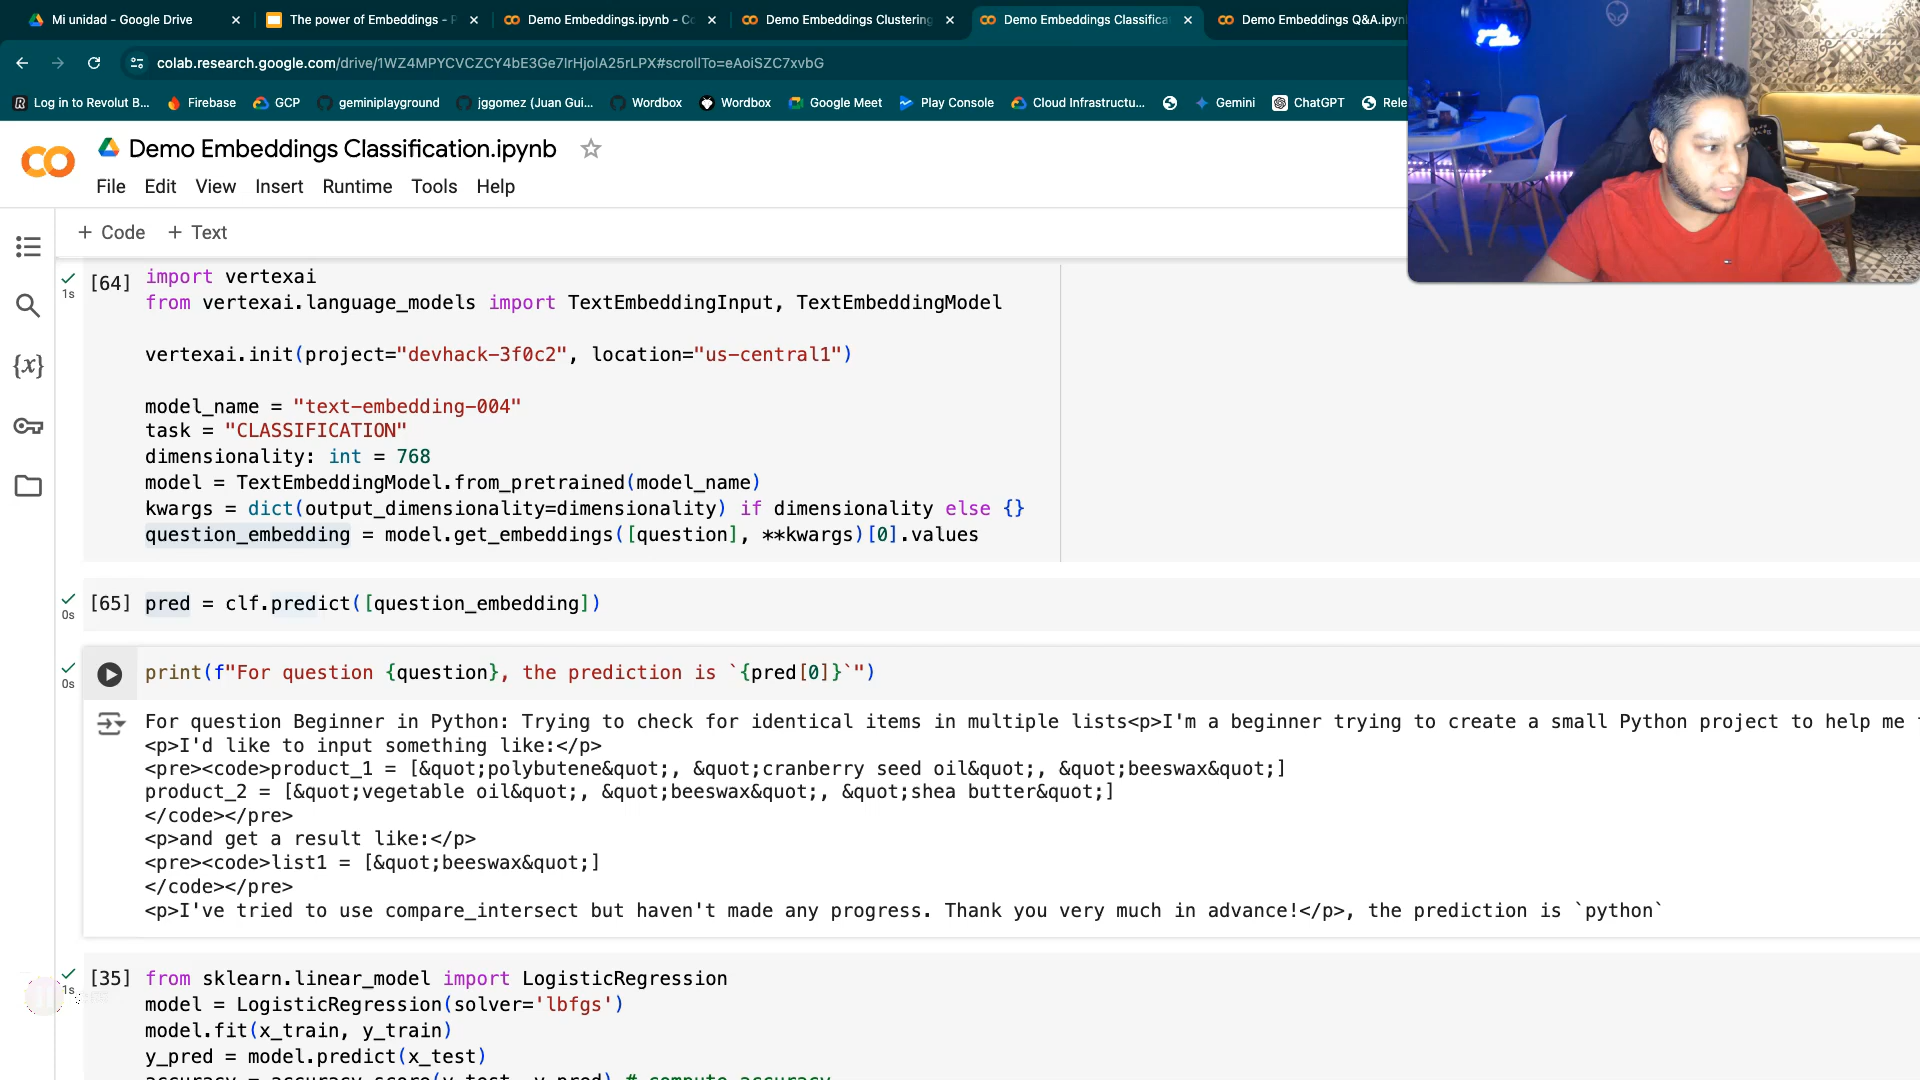 Mi unidad - Google Drive
The power of Embeddings -
Demo Embeddings.ipynb - Co
Demo Embeddings Clustering
Demo Embeddings Classifica
Demo Embeddings Q&A.ipyn
colab.research.google.com/drive/1WZ4MPYCVCZCY4bE3Ge7lrHjolA25rLPX#scrollTo=eAoiSZC7xvbG
Log in to Revolut B...
Firebase
GCP
geminiplayground
jggomez (Juan Gui...
Wordbox
Wordbox
Google Meet
Play Console
Cloud Infrastructu...
Gemini
ChatGPT
Rele
Demo Embeddings Classification.ipynb
File Edit View Insert Runtime Tools Help
+ Code + Text
{x}
1s
[64] import vertexai
from vertexai.language_models import TextEmbeddingInput, TextEmbeddingModel
vertexai.init(project="devhack-3f0c2", location="us-central1")
model_name = "text-embedding-004"
task = "CLASSIFICATION"
dimensionality: int = 768
model = TextEmbeddingModel.from_pretrained(model_name)
kwargs = dict(output_dimensionality=dimensionality) if dimensionality else {}
question_embedding = model.get_embeddings([question], **kwargs)[0].values
0s
[65] pred = clf.predict([question_embedding])
0s
print(f"For question {question}, the prediction is `{pred[0]}`")
For question Beginner in Python: Trying to check for identical items in multiple lists<p>I'm a beginner trying to create a small Python project to help me
<p>I'd like to input something like:</p>
<pre><code>product_1 = [&quot;polybutene&quot;, &quot;cranberry seed oil&quot;, &quot;beeswax&quot;]
product_2 = [&quot;vegetable oil&quot;, &quot;beeswax&quot;, &quot;shea butter&quot;]
</code></pre>
<p>and get a result like:</p>
<pre><code>list1 = [&quot;beeswax&quot;]
</code></pre>
<p>I've tried to use compare_intersect but haven't made any progress. Thank you very much in advance!</p>, the prediction is `python`
1s
[35] from sklearn.linear_model import LogisticRegression
model = LogisticRegression(solver='lbfgs')
model.fit(x_train, y_train)
y_pred = model.predict(x_test)
accuracy = accuracy_score(y_test, y_pred) # compute accuracy